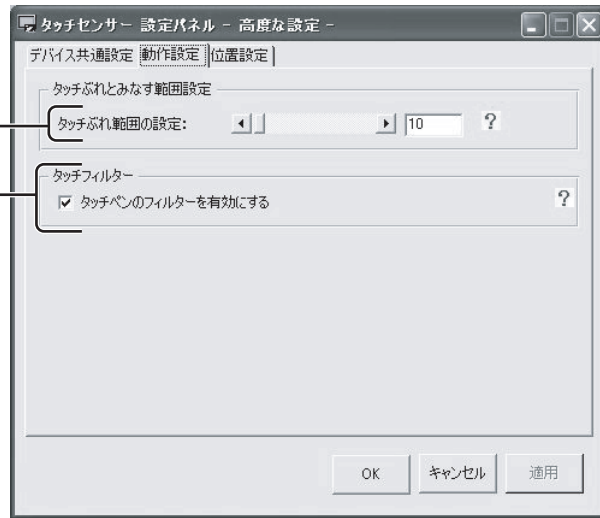 タッチセンサー 設定パネル - 高度な設定 -
デバイス共通設定 動作設定 位置設定
タッチぶれとみなす範囲設定
タッチぶれ範囲の設定: 10 ?
タッチフィルター
タッチペンのフィルターを有効にする ?
OK キャンセル 適用